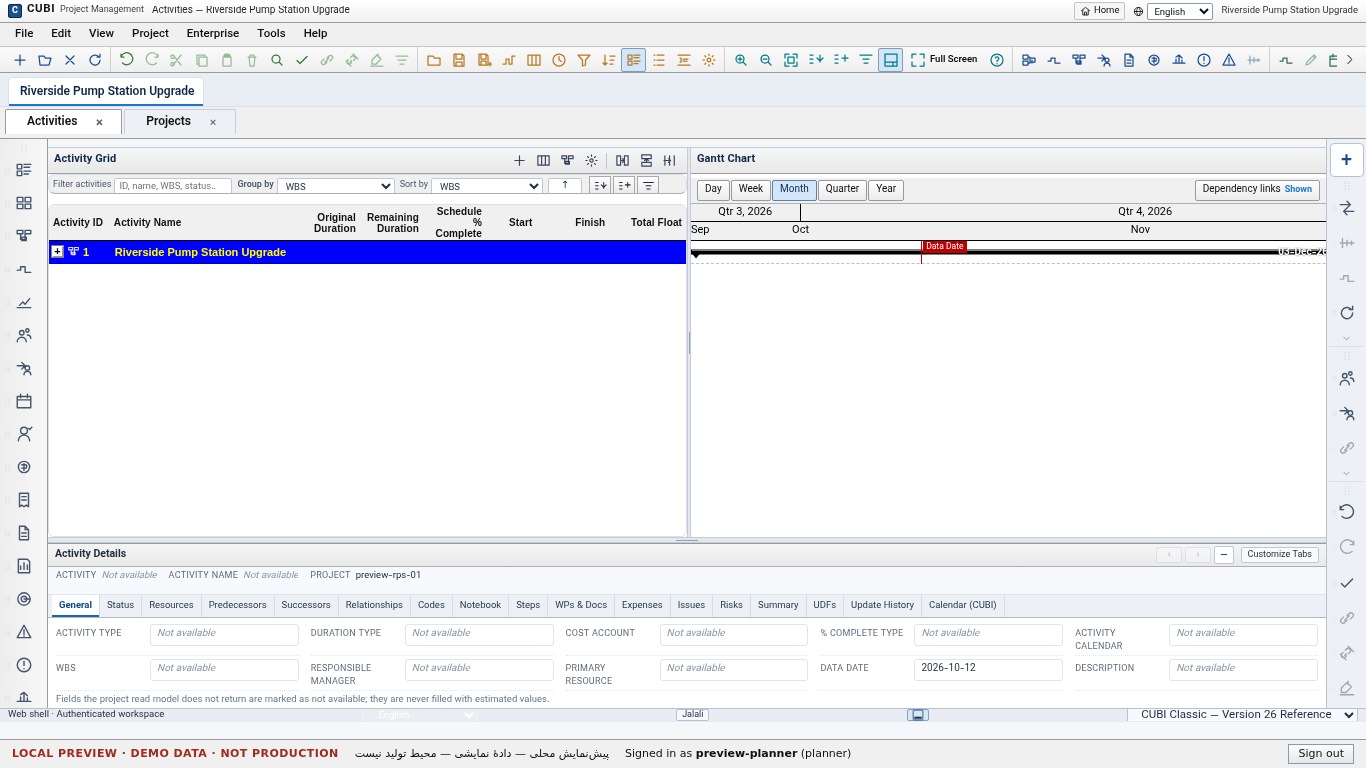 CUBI Project Management Activities — Riverside Pump Station Upgrade Home English Riverside Pump Station Upgrade
File Edit View Project Enterprise Tools Help
Full Screen
Riverside Pump Station Upgrade
Activities × Projects ×
Activity Grid
Gantt Chart
Filter activities ID, name, WBS, status.. Group by WBS Sort by WBS ↑
Day Week Month Quarter Year Dependency links Shown
Activity ID Activity Name Original Duration Remaining Duration Schedule % Complete Start Finish Total Float
Qtr 3, 2026 Qtr 4, 2026
Sep Oct Nov
1 Riverside Pump Station Upgrade
Data Date
03-Dec-26
Activity Details
Customize Tabs
ACTIVITY Not available ACTIVITY NAME Not available PROJECT preview-rps-01
General Status Resources Predecessors Successors Relationships Codes Notebook Steps WPs & Docs Expenses Issues Risks Summary UDFs Update History Calendar (CUBI)
ACTIVITY TYPE Not available DURATION TYPE Not available COST ACCOUNT Not available % COMPLETE TYPE Not available ACTIVITY CALENDAR Not available
WBS Not available RESPONSIBLE MANAGER Not available PRIMARY RESOURCE Not available DATA DATE 2026-10-12 DESCRIPTION Not available
Fields the project read model does not return are marked as not available; they are never filled with estimated values.
Web shell · Authenticated workspace English Jalali CUBI Classic — Version 26 Reference
LOCAL PREVIEW · DEMO DATA · NOT PRODUCTION پیش‌نمایش محلی — دادهٔ نمایشی — محیط تولید نیست Signed in as preview-planner (planner) Sign out